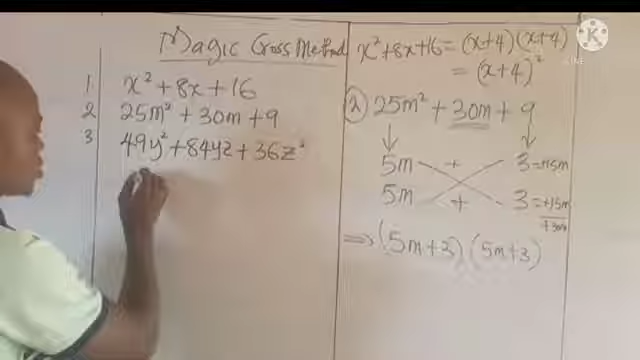 Magic Cross Method
1 x² + 8x + 16
2 25m² + 30m + 9
3 49y² + 84yz + 36z²
x² + 8x + 16 = (x+4)(x+4)
= (x+4)²
(2) 25m² + 30m + 9
5m + 3 = +15m
5m + 3 = +15m
+30m
⇒ (5m+3)(5m+3)
K